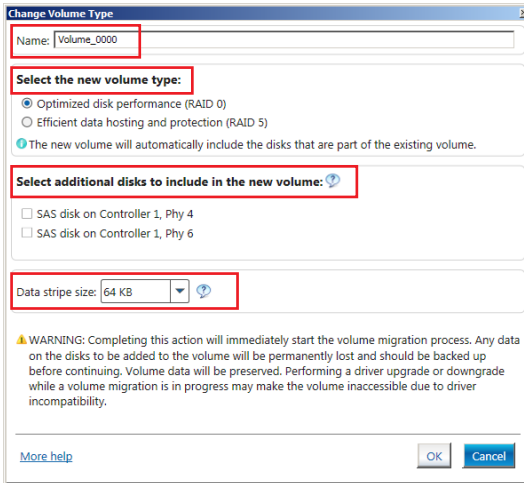 Change Volume Type
Name: Volume_0000
Select the new volume type:
Optimized disk performance (RAID 0)
Efficient data hosting and protection (RAID 5)
The new volume will automatically include the disks that are part of the existing volume.
Select additional disks to include in the new volume:
SAS disk on Controller 1, Phy 4
SAS disk on Controller 1, Phy 6
Data stripe size: 64 KB
WARNING: Completing this action will immediately start the volume migration process. Any data
on the disks to be added to the volume will be permanently lost and should be backed up
before continuing. Volume data will be preserved. Performing a driver upgrade or downgrade
while a volume migration is in progress may make the volume inaccessible due to driver
incompatibility.
More help
OK
Cancel